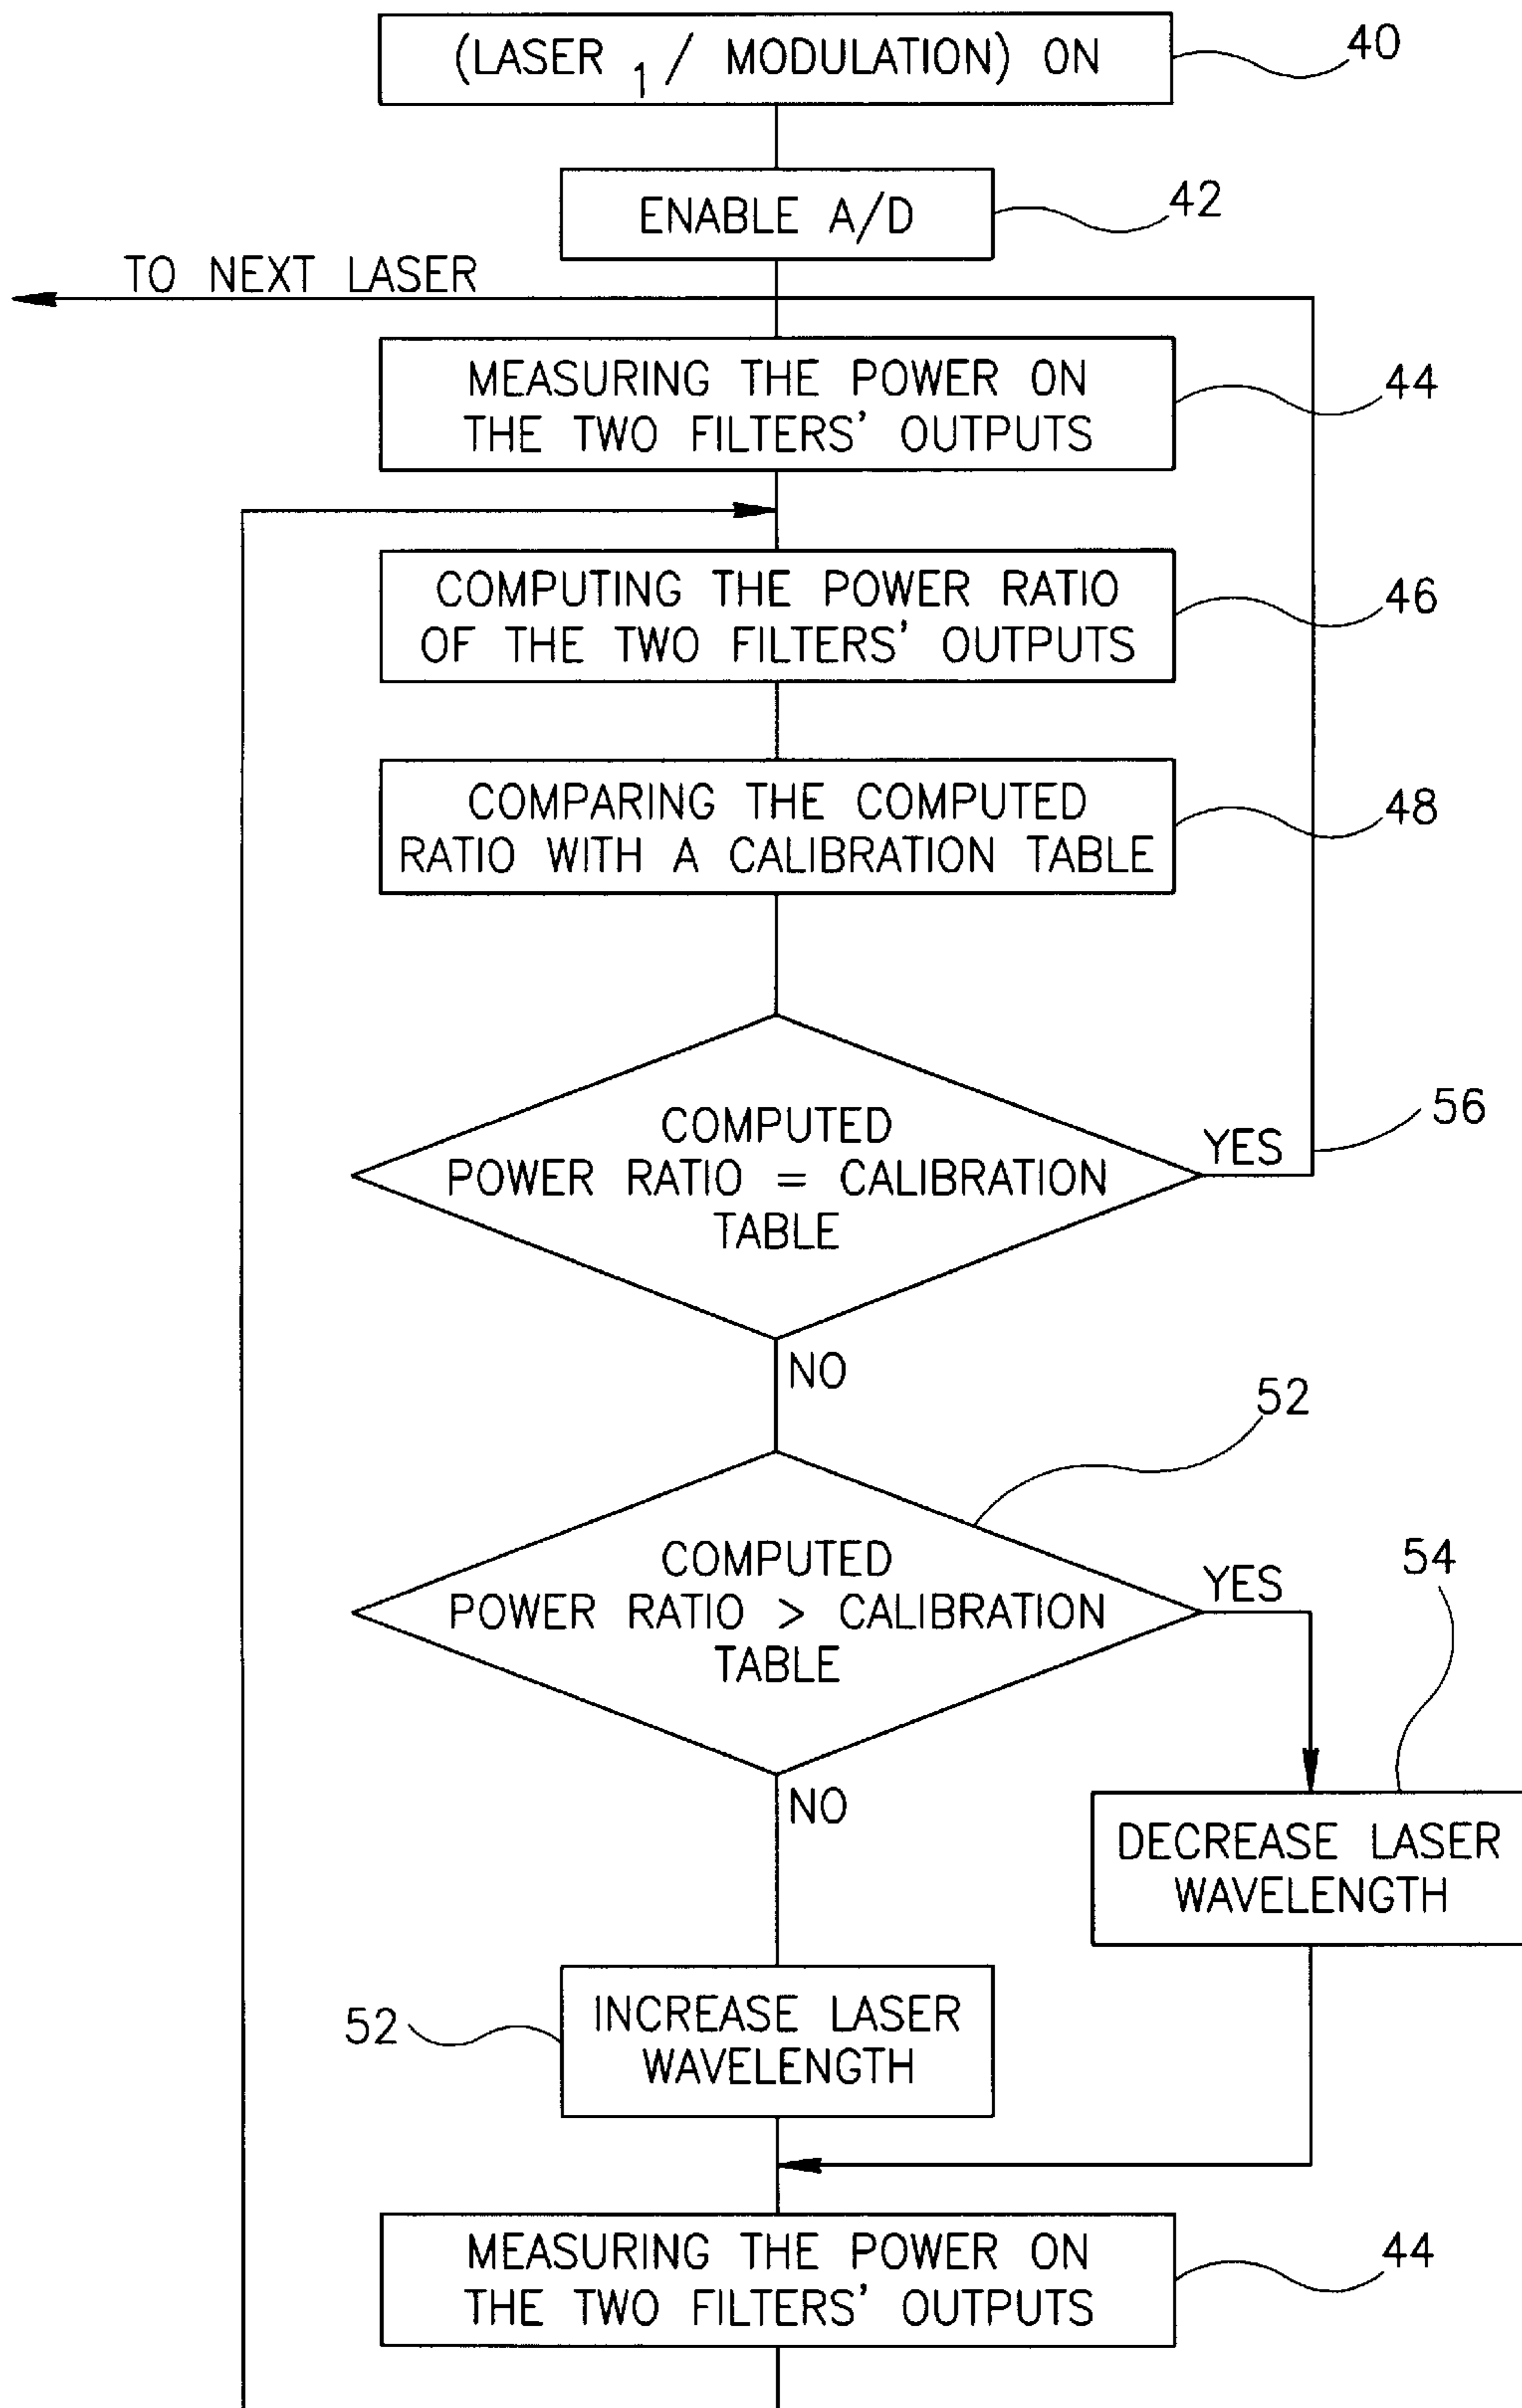 (LASER 1 / MODULATION) ON
40
ENABLE A/D
42
TO NEXT LASER
MEASURING THE POWER ON
THE TWO FILTERS' OUTPUTS
44
COMPUTING THE POWER RATIO
OF THE TWO FILTERS' OUTPUTS
46
COMPARING THE COMPUTED
RATIO WITH A CALIBRATION TABLE
48
COMPUTED
POWER RATIO = CALIBRATION
TABLE
YES
56
NO
52
COMPUTED
POWER RATIO > CALIBRATION
TABLE
YES
54
NO
DECREASE LASER
WAVELENGTH
52
INCREASE LASER
WAVELENGTH
MEASURING THE POWER ON
THE TWO FILTERS' OUTPUTS
44